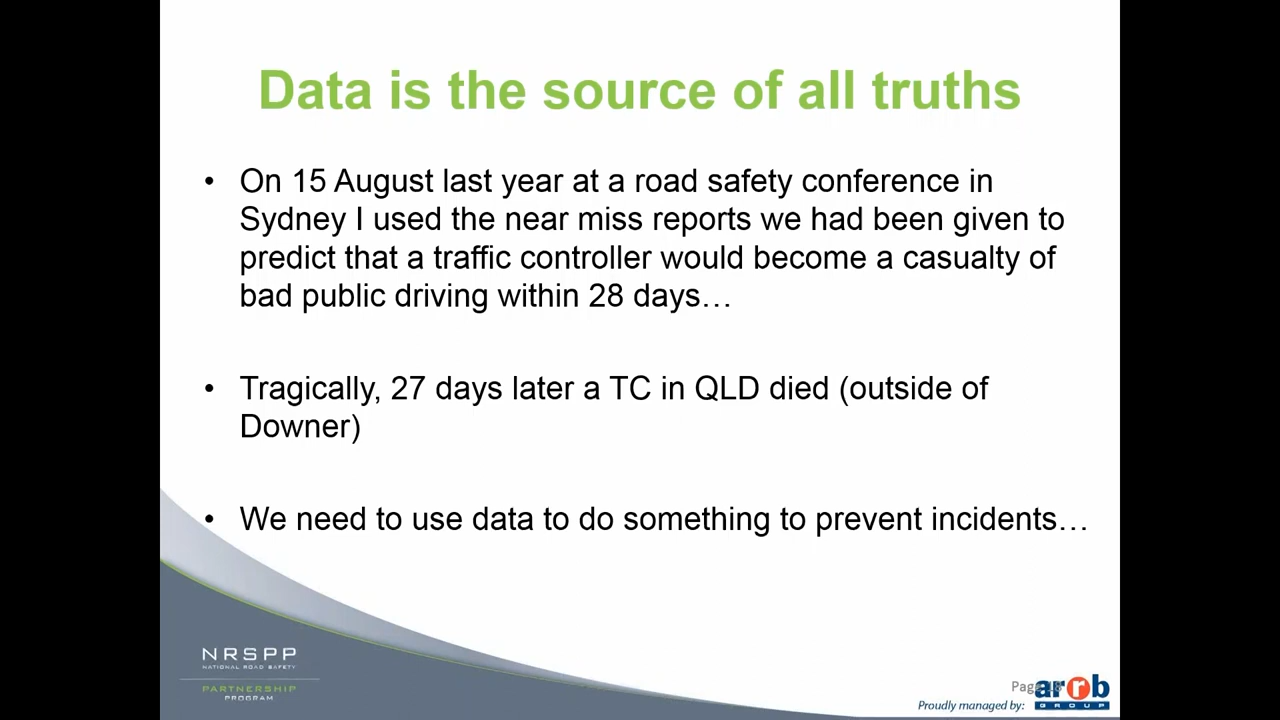 Data is the source of all truths
• On 15 August last year at a road safety conference in
Sydney I used the near miss reports we had been given to
predict that a traffic controller would become a casualty of
bad public driving within 28 days…
• Tragically, 27 days later a TC in QLD died (outside of
Downer)
• We need to use data to do something to prevent incidents…
NRSPP
NATIONAL ROAD SAFETY
PARTNERSHIP
PROGRAM
Page
Proudly managed by:
arrb
GROUP